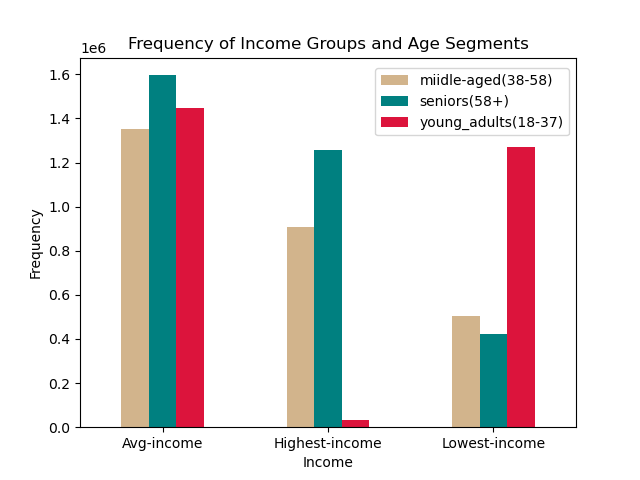 Frequency of Income Groups and Age Segments
1e6
miidle-aged(38-58)
seniors(58+)
young_adults(18-37)
1.6
1.4
1.2
1.0
0.8
0.6
0.4
0.2
0.0
Frequency
Avg-income Highest-income Lowest-income
Income